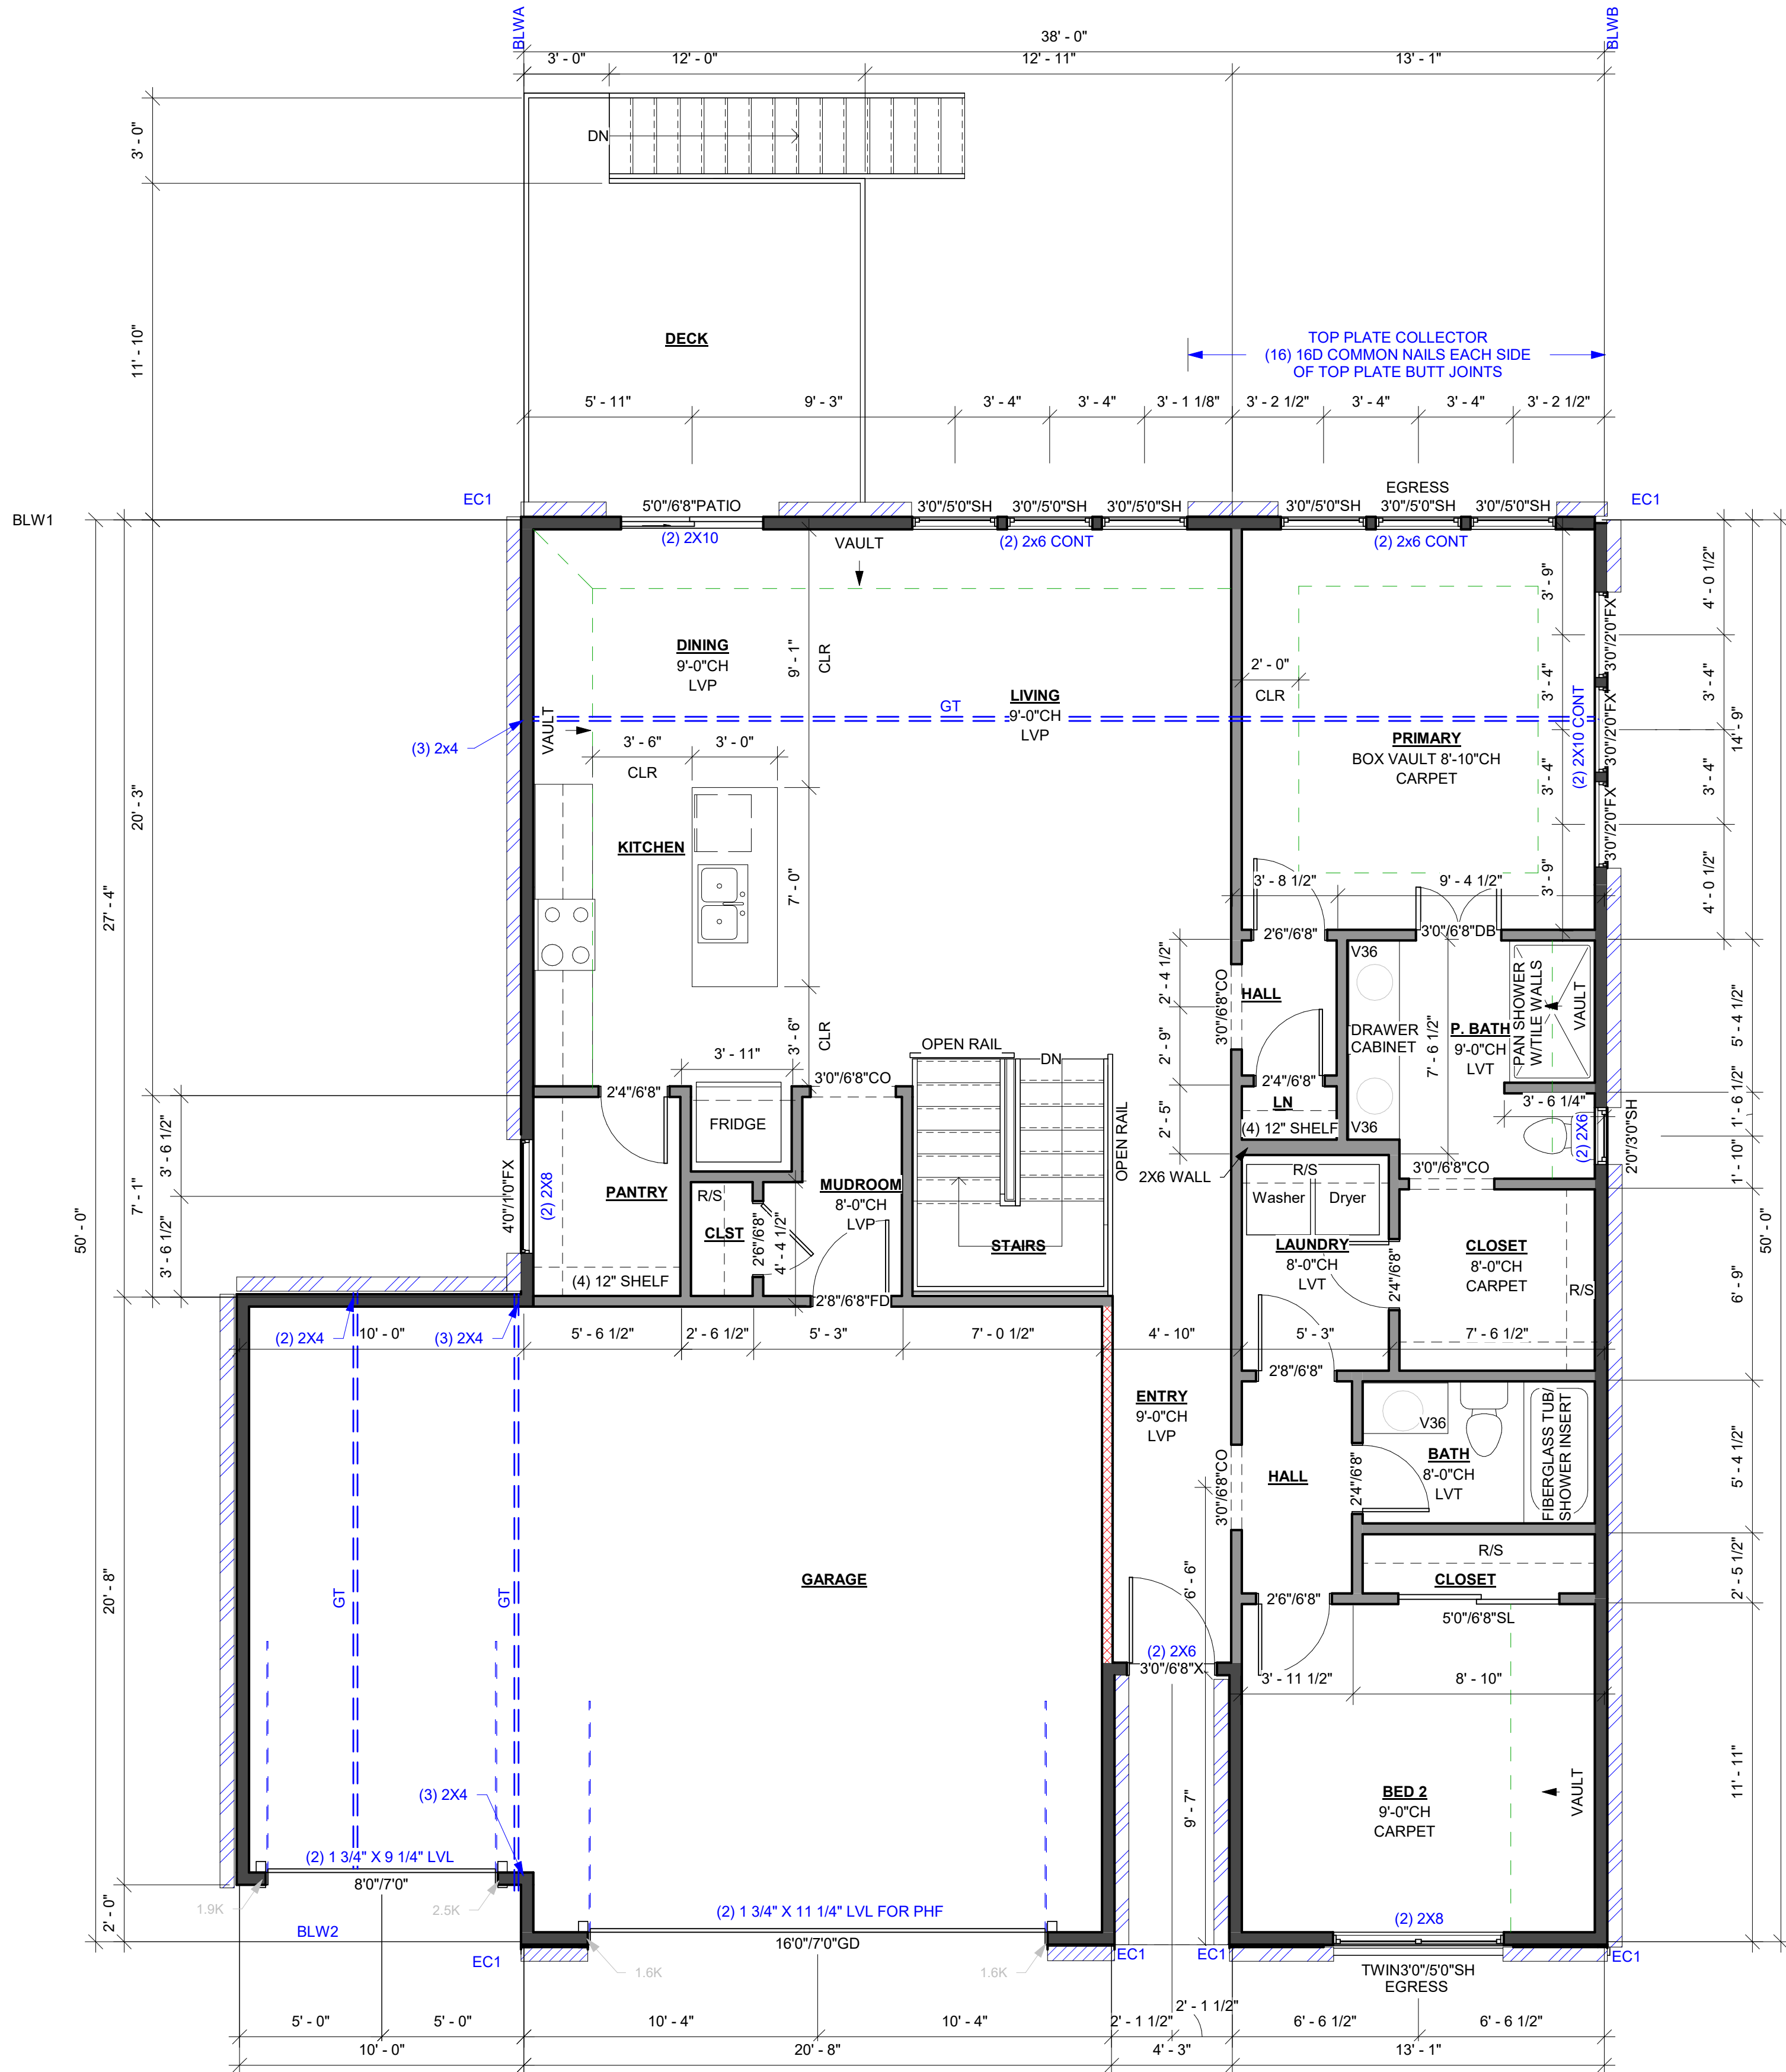 BLWA
BLWB
38' - 0"
3' - 0"
12' - 0"
12' - 11"
13' - 1"
3' - 0"
DN
11' - 10"
DECK
TOP PLATE COLLECTOR
(16) 16D COMMON NAILS EACH SIDE
OF TOP PLATE BUTT JOINTS
5' - 11"
9' - 3"
3' - 4"
3' - 4"
3' - 1 1/8"
3' - 2 1/2"
3' - 4"
3' - 4"
3' - 2 1/2"
EC1
5'0"/6'8"PATIO
3'0"/5'0"SH
3'0"/5'0"SH
3'0"/5'0"SH
EGRESS
3'0"/5'0"SH
3'0"/5'0"SH
3'0"/5'0"SH
EC1
BLW1
(2) 2X10
VAULT
(2) 2x6 CONT
(2) 2x6 CONT
3' - 9"
4' - 0 1/2"
3'0"/2'0"FX
DINING
9'-0"CH
LVP
9' - 1"
CLR
2' - 0"
CLR
LIVING
9'-0"CH
LVP
GT
3' - 4"
3' - 4"
(3) 2x4
VAULT
3' - 6"
CLR
3' - 0"
PRIMARY
BOX VAULT 8'-10"CH
CARPET
(2) 2X10 CONT
3'0"/2'0"FX
14' - 9"
3' - 4"
3' - 4"
20' - 3"
27' - 4"
KITCHEN
7' - 0"
3'0"/2'0"FX
3' - 8 1/2"
9' - 4 1/2"
3' - 9"
4' - 0 1/2"
2'6"/6'8"
3'0"/6'8"DB
V36
2' - 4 1/2"
3'0"/6'8"CO
HALL
DRAWER
CABINET
7' - 6 1/2"
P. BATH
9'-0"CH
LVT
PAN SHOWER
W/TILE WALLS
VAULT
5' - 4 1/2"
3' - 6"
CLR
OPEN RAIL
DN
2' - 9"
3' - 11"
2'4"/6'8"
3'0"/6'8"CO
2'4"/6'8"
LN
(4) 12" SHELF
V36
3' - 6 1/4"
1' - 6 1/2"
2' - 5"
FRIDGE
OPEN RAIL
2X6 WALL
(2) 2X6
2'0"/3'0"SH
1' - 10"
3' - 6 1/2"
7' - 1"
3' - 6 1/2"
4'0"/1'0"FX
(2) 2X8
PANTRY
(4) 12" SHELF
R/S
CLST
2'6"/6'8"
4' - 4 1/2"
MUDROOM
8'-0"CH
LVP
2'8"/6'8"FD
STAIRS
R/S
Washer
Dryer
3'0"/6'8"CO
LAUNDRY
8'-0"CH
LVT
2'4"/6'8"
CLOSET
8'-0"CH
CARPET
R/S
6' - 9"
50' - 0"
50' - 0"
(2) 2X4
10' - 0"
(3) 2X4
5' - 6 1/2"
2' - 6 1/2"
5' - 3"
7' - 0 1/2"
4' - 10"
5' - 3"
7' - 6 1/2"
2'8"/6'8"
ENTRY
9'-0"CH
LVP
V36
BATH
8'-0"CH
LVT
FIBERGLASS TUB/
SHOWER INSERT
5' - 4 1/2"
HALL
3'0"/6'8"CO
2'4"/6'8"
R/S
CLOSET
2' - 5 1/2"
20' - 8"
GT
GT
GARAGE
6' - 6"
2'6"/6'8"
5'0"/6'8"SL
(2) 2X6
3'0"/6'8"X
3' - 11 1/2"
8' - 10"
(3) 2X4
9' - 7"
BED 2
9'-0"CH
CARPET
VAULT
11' - 11"
(2) 1 3/4" X 9 1/4" LVL
8'0"/7'0"
1.9K
2.5K
2' - 0"
BLW2
(2) 1 3/4" X 11 1/4" LVL FOR PHF
16'0"/7'0"GD
(2) 2X8
EC1
1.6K
1.6K
EC1
EC1
EC1
TWIN3'0"/5'0"SH
EGRESS
5' - 0"
5' - 0"
10' - 4"
10' - 4"
2' - 1 1/2"
2' - 1 1/2"
6' - 6 1/2"
6' - 6 1/2"
10' - 0"
20' - 8"
4' - 3"
13' - 1"